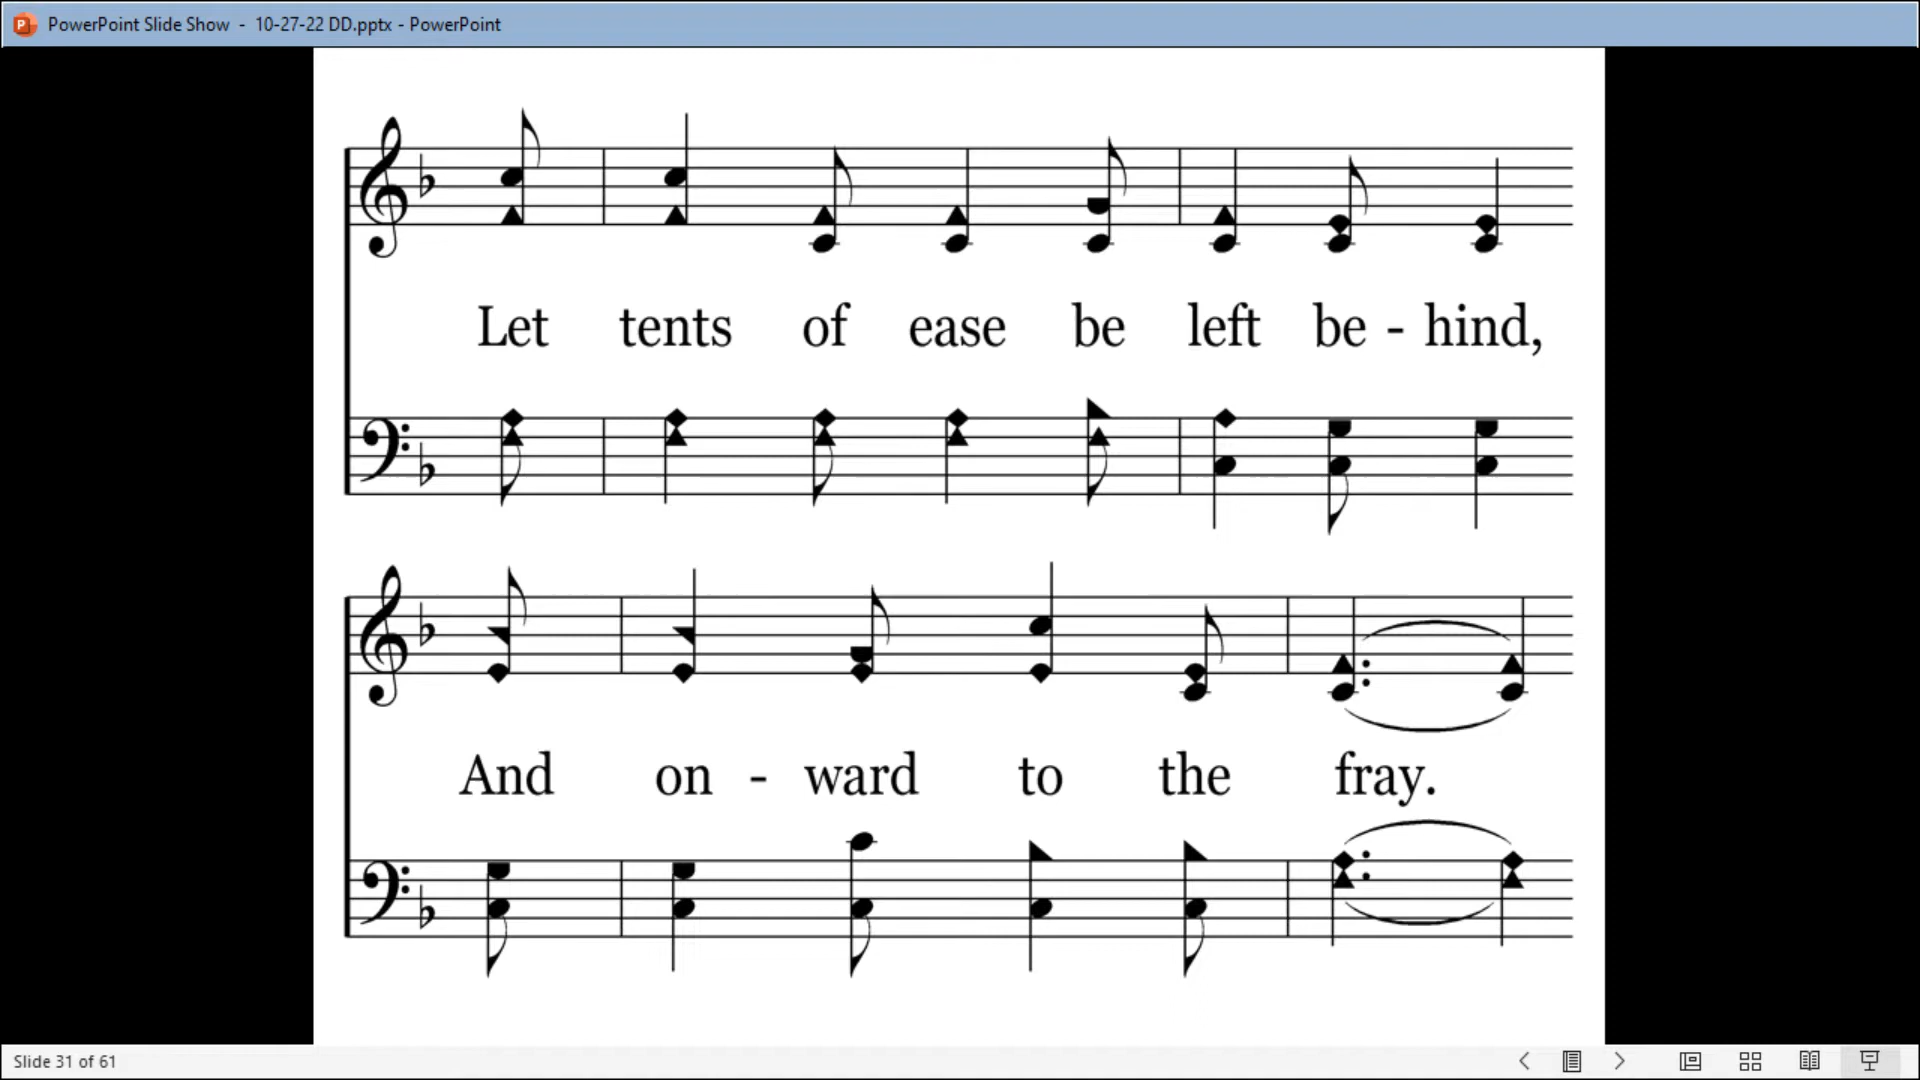 PowerPoint Slide Show - 10-27-22 DD.pptx - PowerPoint
Let tents of ease be left be - hind,
And on - ward to the fray.
Slide 31 of 61